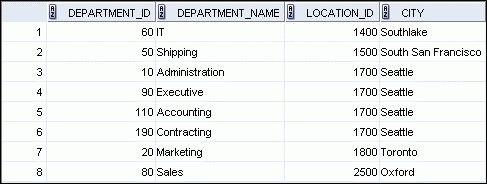 DEPARTMENT_ID DEPARTMENT_NAME LOCATION_ID CITY
1 60 IT 1400 Southlake
2 50 Shipping 1500 South San Francisco
3 10 Administration 1700 Seattle
4 90 Executive 1700 Seattle
5 110 Accounting 1700 Seattle
6 190 Contracting 1700 Seattle
7 20 Marketing 1800 Toronto
8 80 Sales 2500 Oxford